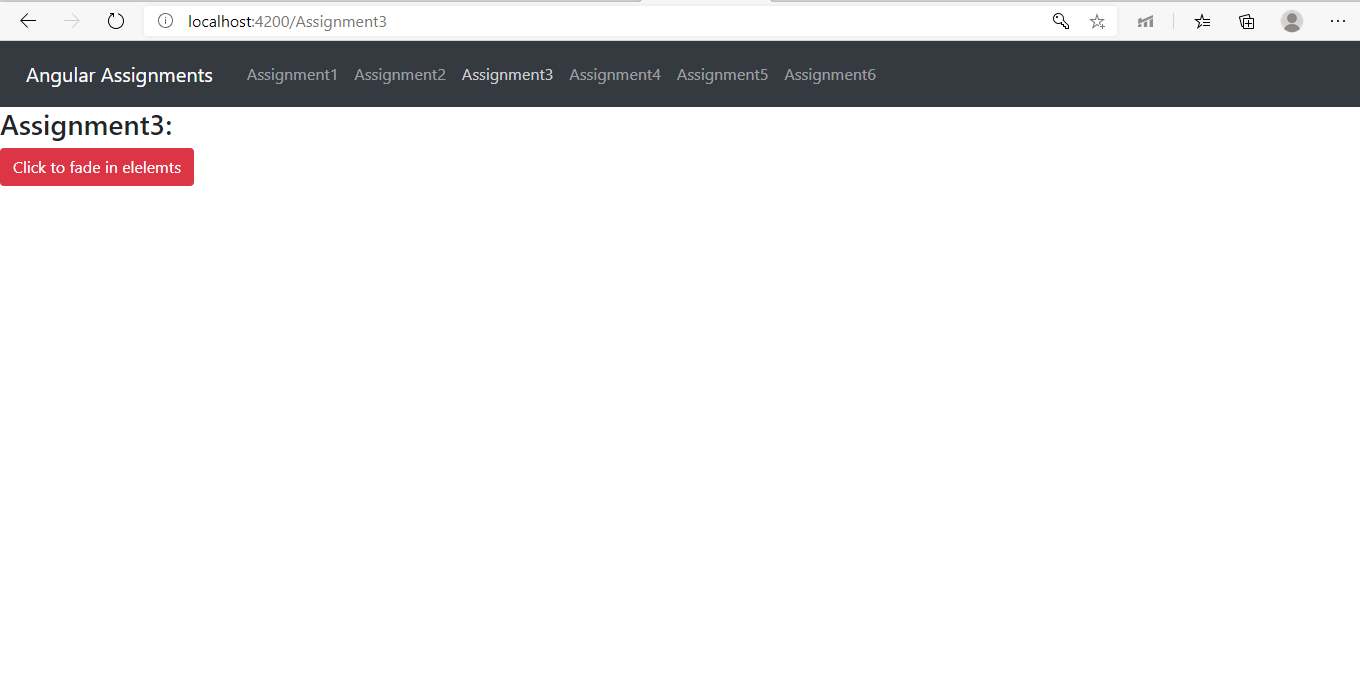 localhost:4200/Assignment3
Angular Assignments Assignment1 Assignment2 Assignment3 Assignment4 Assignment5 Assignment6
Assignment3:
Click to fade in elelemts